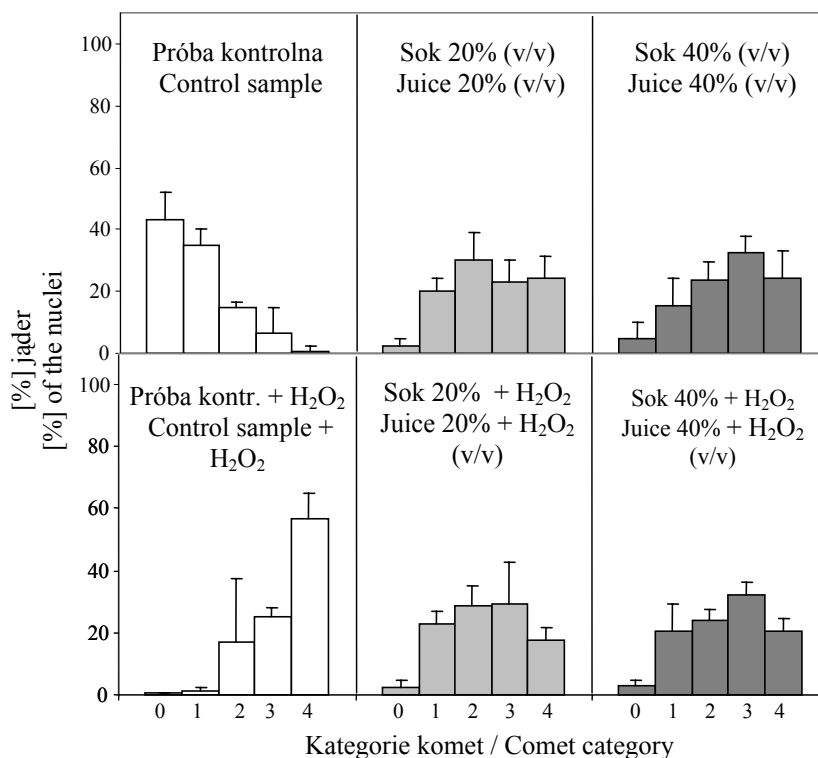 100
80
60
40
20
0
Próba kontrolna
Control sample
Sok 20% (v/v)
Juice 20% (v/v)
Sok 40% (v/v)
Juice 40% (v/v)
[%] jąder
[%] of the nuclei
100
80
60
40
20
0
Próba kontr. + H₂O₂
Control sample +
H₂O₂
Sok 20% + H₂O₂
Juice 20% + H₂O₂
(v/v)
Sok 40% + H₂O₂
Juice 40% + H₂O₂
(v/v)
0 1 2 3 4 0 1 2 3 4 0 1 2 3 4
Kategorie komet / Comet category